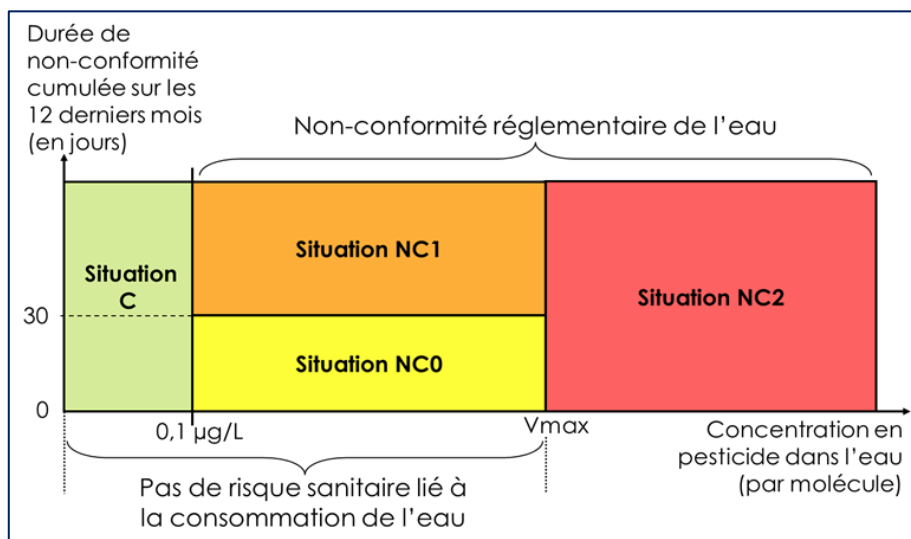 Durée de
non-conformité
cumulée sur les
12 derniers mois
(en jours)
Non-conformité réglementaire de l'eau
Situation
C
Situation NC1
Situation NC2
30
Situation NC0
0
0,1 µg/L
Vmax
Concentration en
pesticide dans l'eau
(par molécule)
Pas de risque sanitaire lié à
la consommation de l'eau